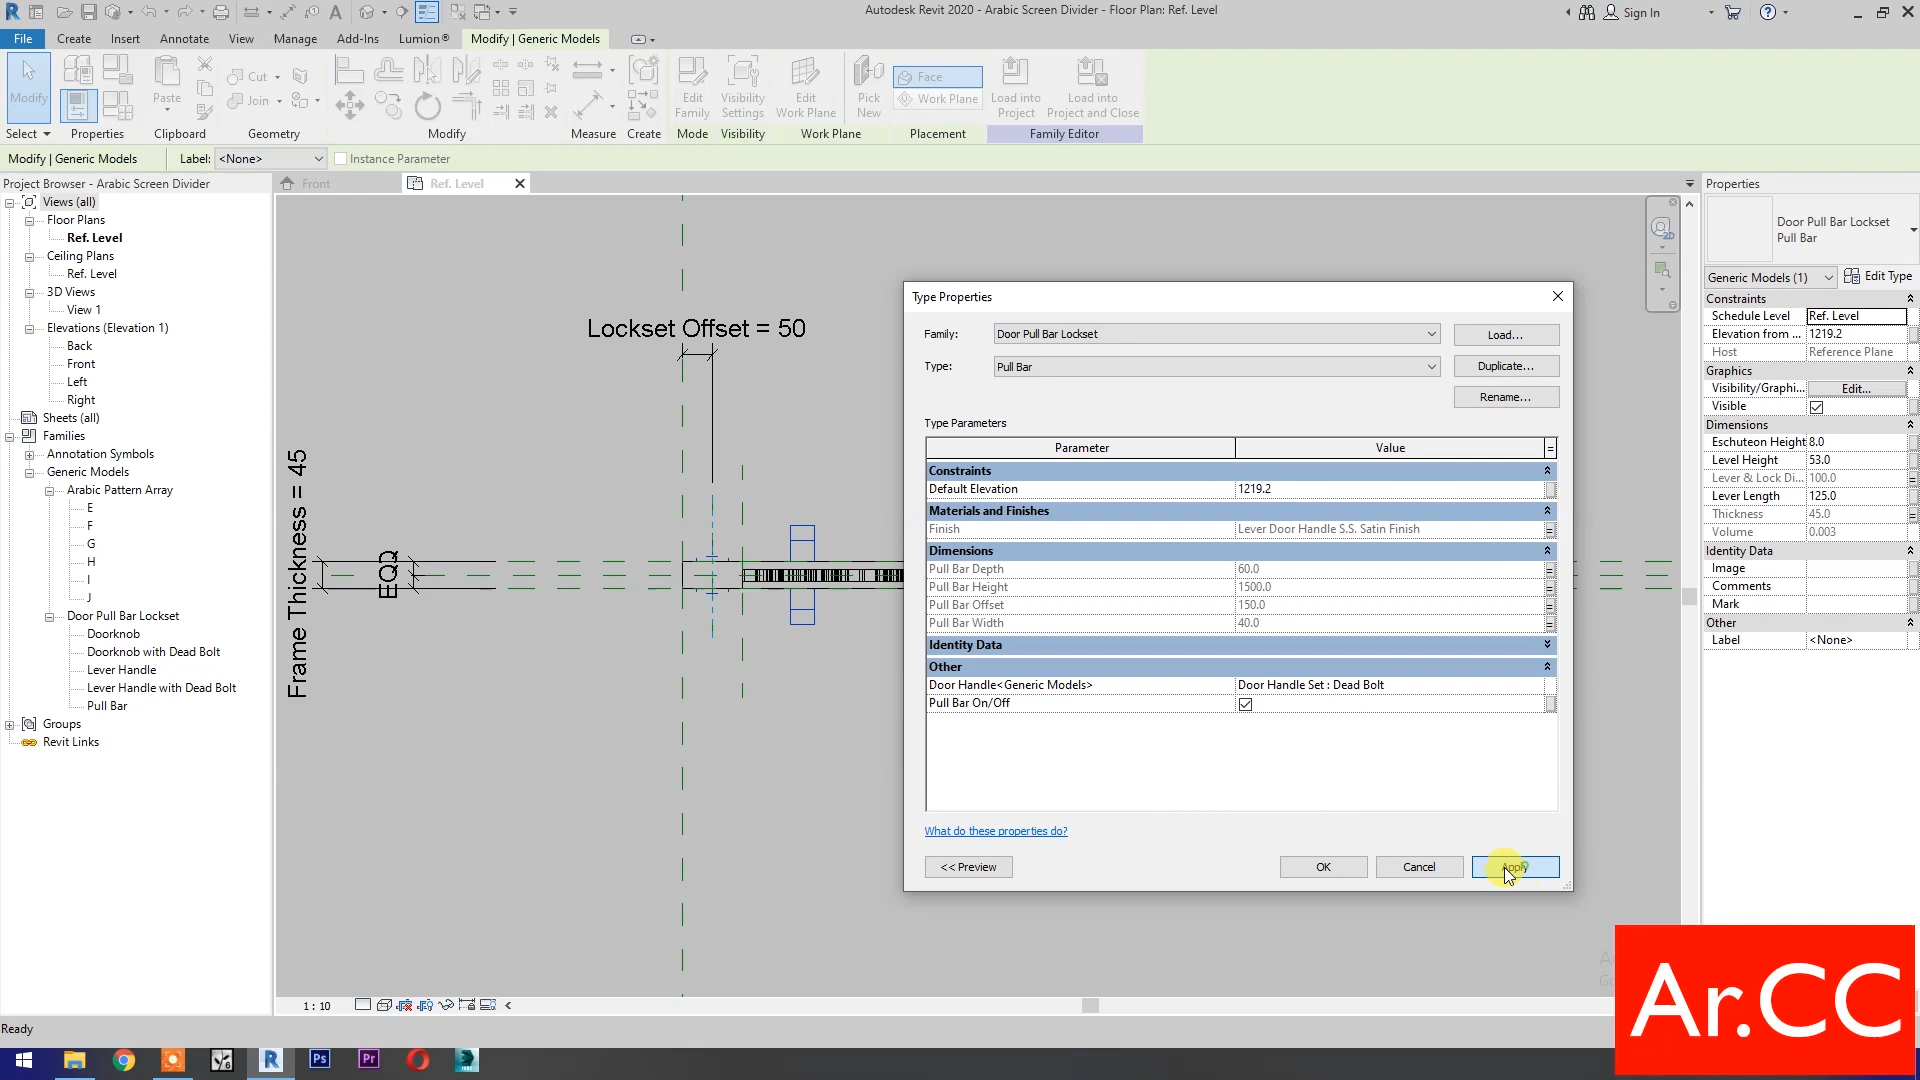 Autodesk Revit 2020 - Arabic Screen Divider - Floor Plan: Ref. Level
Sign In
File Create Insert Annotate View Manage Add-Ins Lumion® Modify | Generic Models
Modify
Paste
Cut
Join
Edit Family
Visibility Settings
Edit Work Plane
Pick New
Face
Work Plane
Load into Project
Load into Project and Close
Select Properties Clipboard Geometry Modify Measure Create Mode Visibility Work Plane Placement Family Editor
Modify | Generic Models Label: <None> Instance Parameter
Project Browser - Arabic Screen Divider
Views (all)
Floor Plans
Ref. Level
Ceiling Plans
Ref. Level
3D Views
View 1
Elevations (Elevation 1)
Back
Front
Left
Right
Sheets (all)
Families
Annotation Symbols
Generic Models
Arabic Pattern Array
E
F
G
H
I
J
Door Pull Bar Lockset
Doorknob
Doorknob with Dead Bolt
Lever Handle
Lever Handle with Dead Bolt
Pull Bar
Groups
Revit Links
Front
Ref. Level
Lockset Offset = 50
Frame Thickness = 45
EQ
Type Properties
Family: Door Pull Bar Lockset Load...
Type: Pull Bar Duplicate...
Rename...
Type Parameters
Parameter Value =
Constraints
Default Elevation 1219.2
Materials and Finishes
Finish Lever Door Handle S.S. Satin Finish
Dimensions
Pull Bar Depth 60.0
Pull Bar Height 1500.0
Pull Bar Offset 150.0
Pull Bar Width 40.0
Identity Data
Other
Door Handle<Generic Models> Door Handle Set : Dead Bolt
Pull Bar On/Off
What do these properties do?
<< Preview OK Cancel Apply
Properties
Door Pull Bar Lockset
Pull Bar
Generic Models (1) Edit Type
Constraints
Schedule Level Ref. Level
Elevation from ... 1219.2
Host Reference Plane
Graphics
Visibility/Graphi... Edit...
Visible
Dimensions
Eschuteon Height 8.0
Level Height 53.0
Lever & Lock Di... 100.0
Lever Length 125.0
Thickness 45.0
Volume 0.003
Identity Data
Image
Comments
Mark
Other
Label <None>
1 : 10
Ready
Ar.CC